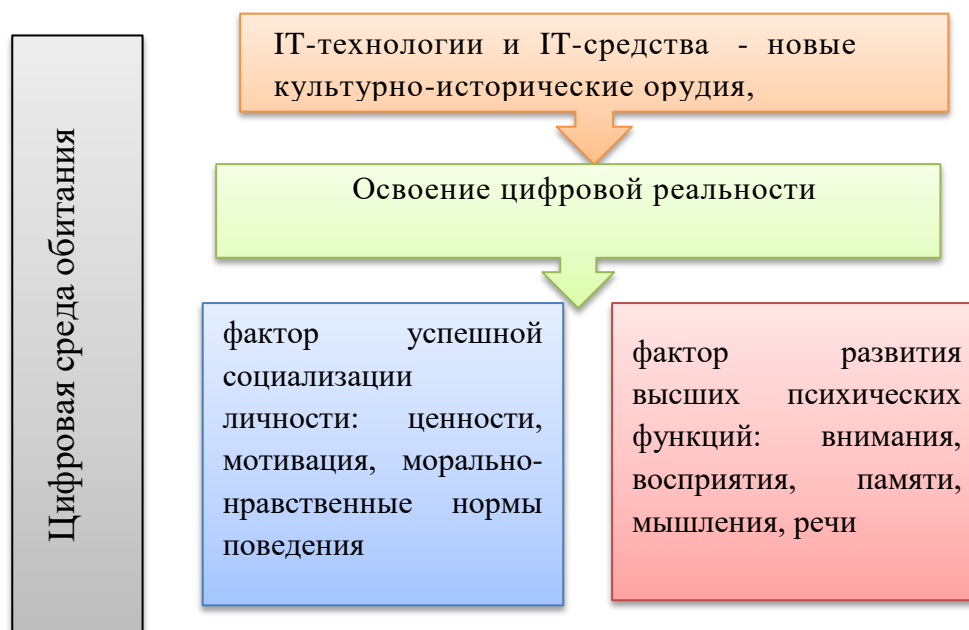 Цифровая среда обитания
IT-технологии и IT-средства - новые
культурно-исторические орудия,
Освоение цифровой реальности
фактор успешной
социализации
личности: ценности,
мотивация, морально-
нравственные нормы
поведения
фактор развития
высших психических
функций: внимания,
восприятия, памяти,
мышления, речи